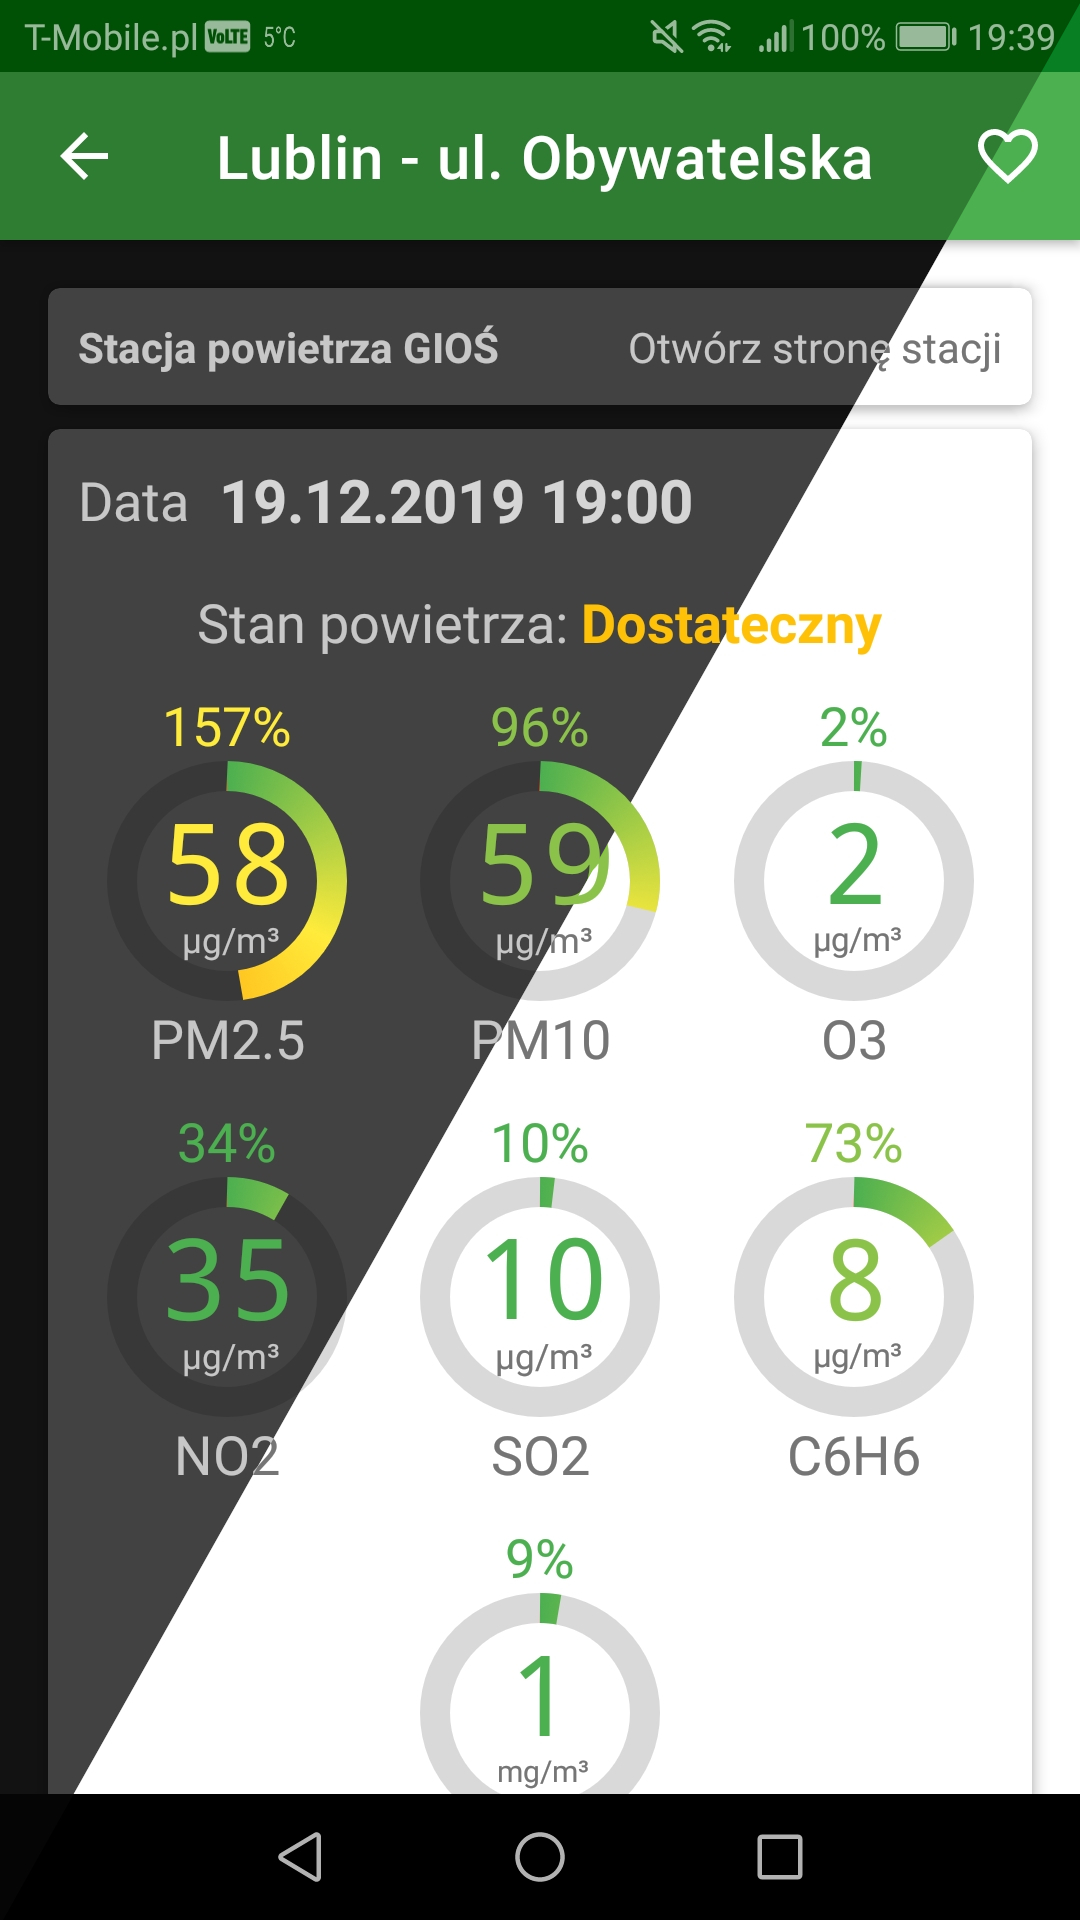 T-Mobile.pl VoLTE 5°C 100% 19:39
Lublin - ul. Obywatelska
Stacja powietrza GIOŚ Otwórz stronę stacji
Data 19.12.2019 19:00
Stan powietrza: Dostateczny
157% 96% 2%
58 59 2
µg/m³ µg/m³ µg/m³
PM2.5 PM10 O3
34% 10% 73%
35 10 8
µg/m³ µg/m³ µg/m³
NO2 SO2 C6H6
9%
1
mg/m³